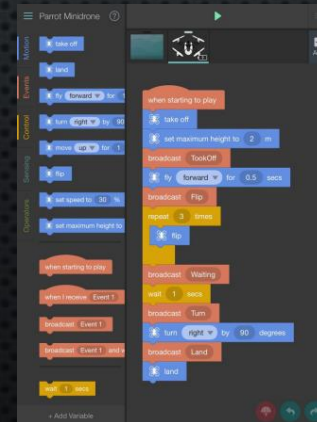 Parrot Minidrone ?
Motion
Events
Control
Sensing
Operators
take off
land
fly forward for
turn right by 90
move up for 1
flip
set speed to 30 %
set maximum height to
when starting to play
when I receive Event 1
broadcast Event 1
broadcast Event 1 and
wait 1 secs
+ Add Variable
when starting to play
take off
set maximum height to 2 m
broadcast TookOff
fly forward for 0.5 secs
broadcast Flip
repeat 3 times
flip
broadcast Waiting
wait 1 secs
broadcast Turn
turn right by 90 degrees
broadcast Land
land